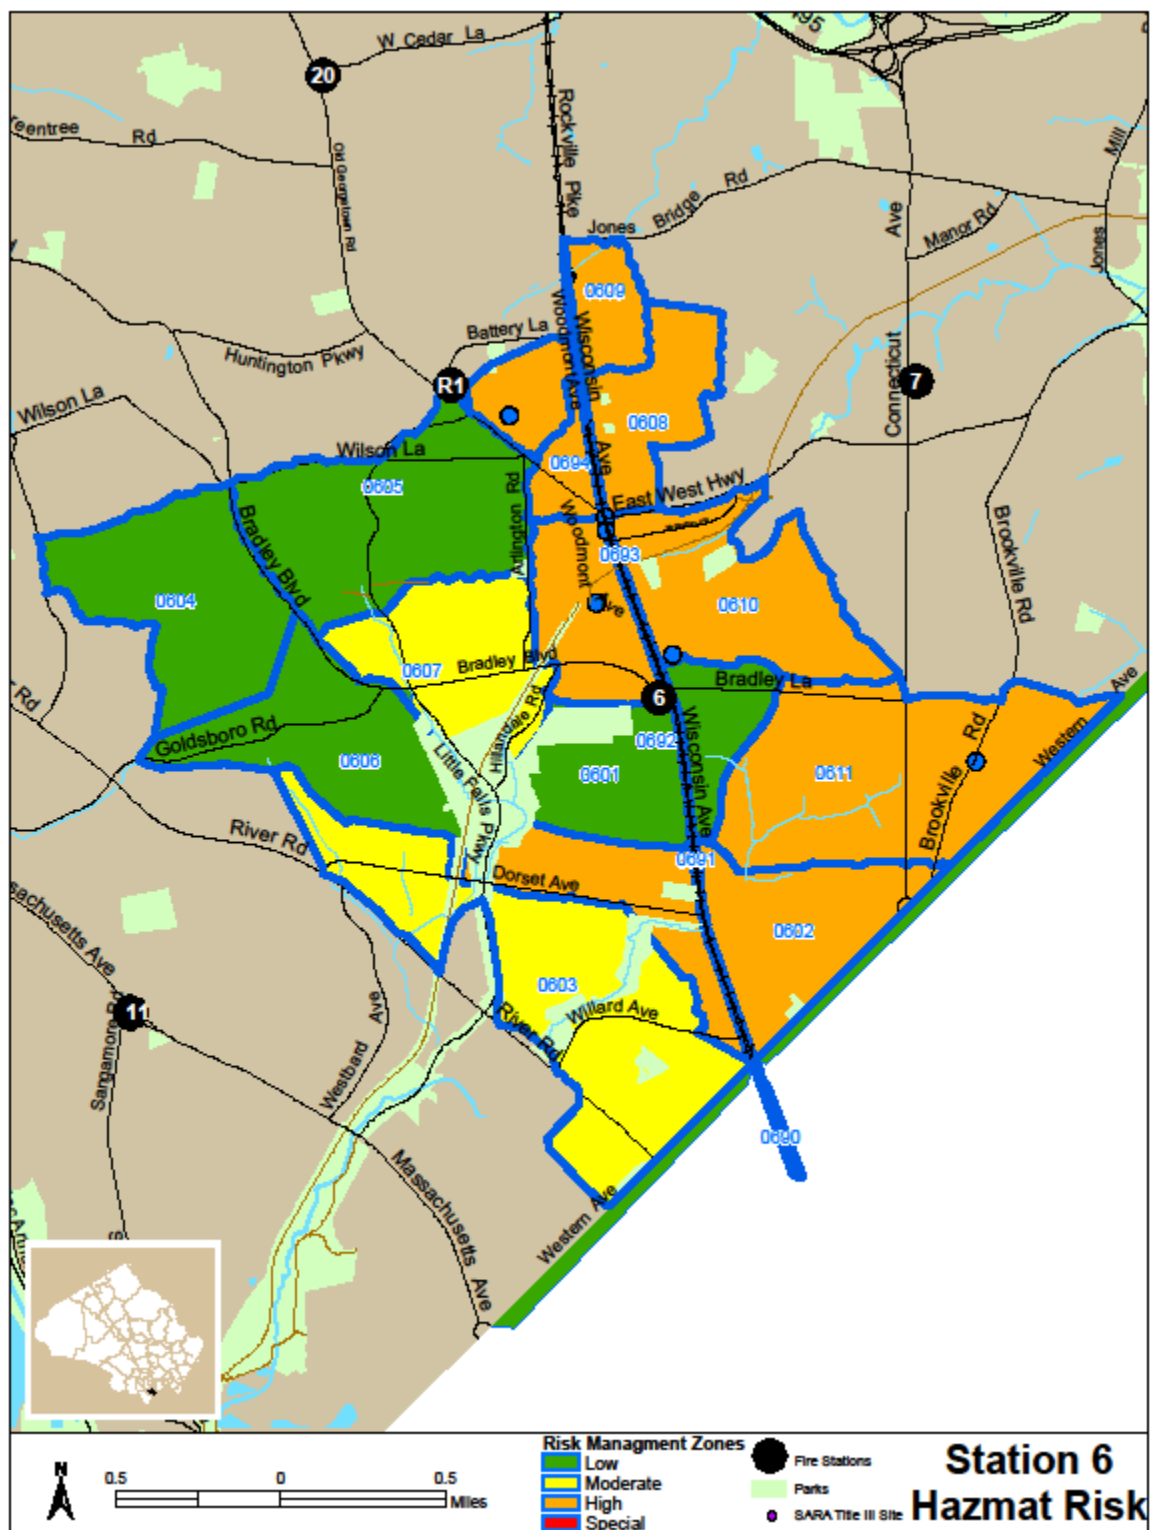 W Cedar La
495
20
reentree Rd
Old Georgetown Rd
Rockville Pike
Mill
Jones Bridge Rd
Ave
Manor Rd
Jones
0609
Woodmont Ave
Wisconsin Ave
Battery La
Huntington Pkwy
R1
7
Connecticut
Wilson La
0608
Wilson La
0694
0605
Arlington Rd
East West Hwy
Bradley Blvd
Woodmont Ave
0693
Brookville Rd
0604
0610
0607
Bradley Blvd
Bradley La
Ave
r Rd
6
Hillandale Rd
Goldsboro Rd
0692
Wisconsin Ave
Rd
Western
0606
Little Falls Pkwy
0601
0611
Brookville
River Rd
0691
Dorset Ave
sachusetts Ave
0602
0603
11
Sangamore Rd
Ave
Westbard
River Rd
Willard Ave
0690
Massachusetts Ave
Western Ave
S
N
0.5 0 0.5
Miles
Risk Managment Zones
Low
Moderate
High
Special
Fire Stations
Parks
SARA Title III Site
Station 6
Hazmat Risk